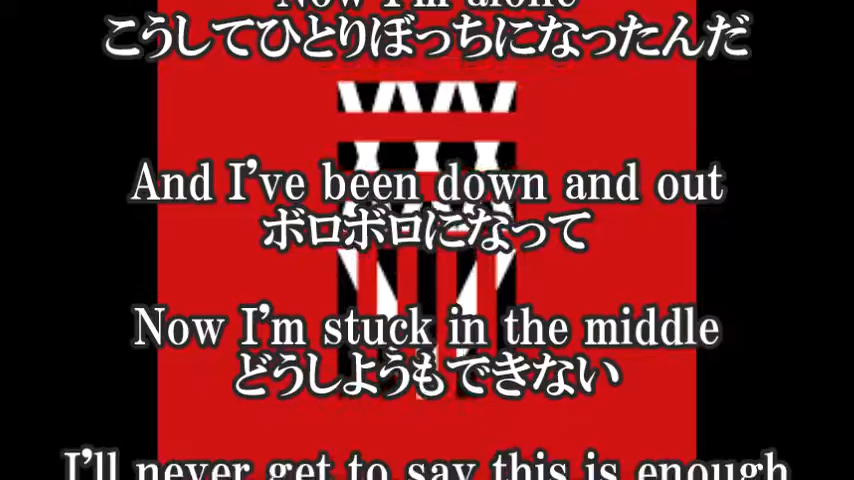 Now I'm alone
こうしてひとりぼっちになったんだ
And I've been down and out
ボロボロになって
Now I'm stuck in the middle
どうしようもできない
I'll never get to say this is enough